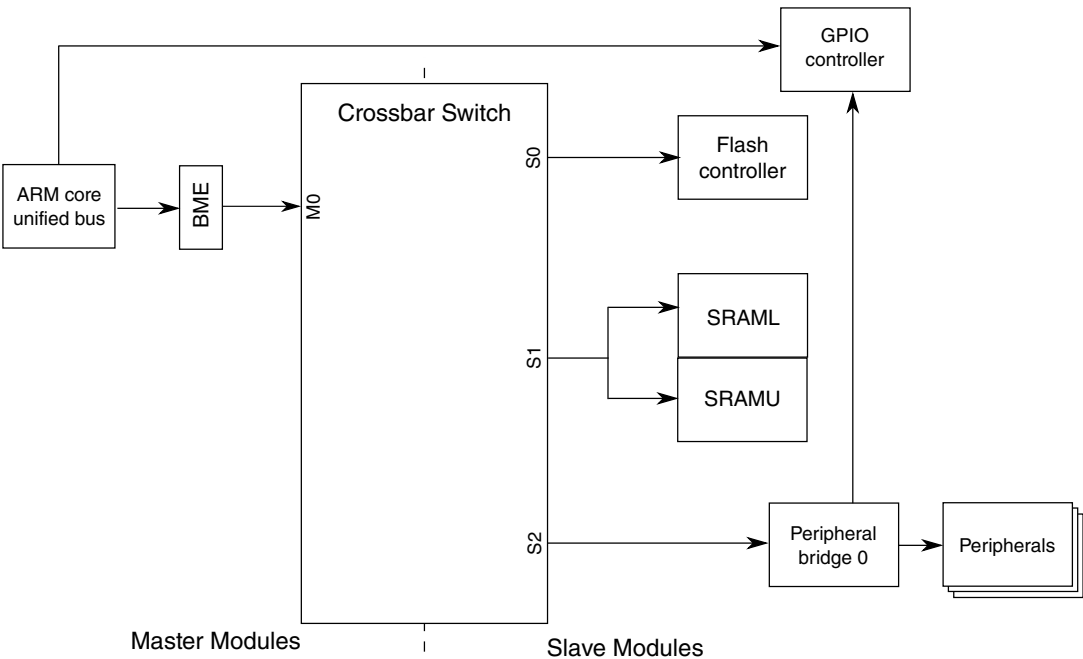 GPIO
controller
Crossbar Switch
S0
Flash
controller
ARM core
unified bus
BME
M0
SRAML
S1
SRAMU
S2
Peripheral
bridge 0
Peripherals
Master Modules
Slave Modules